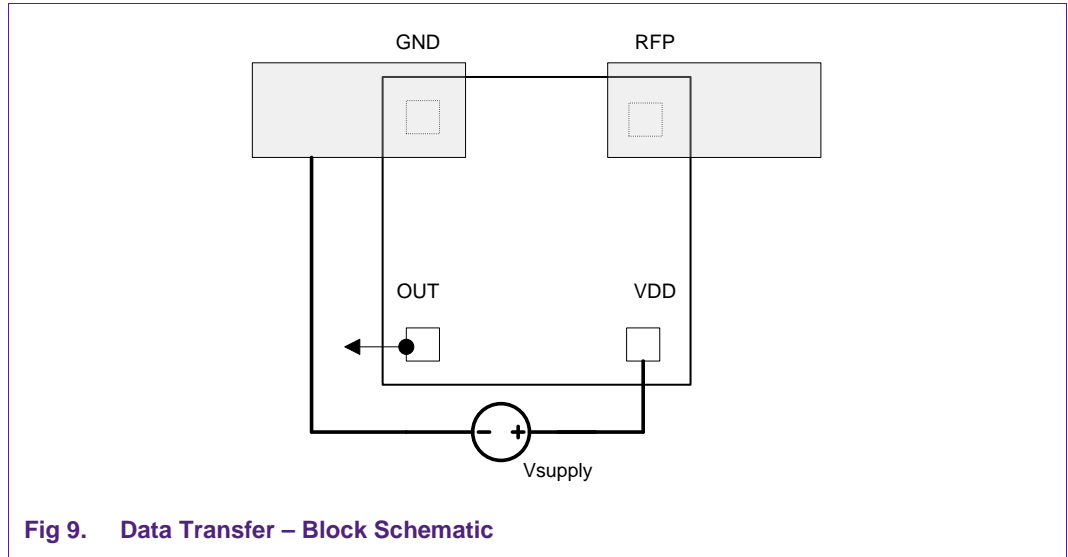 GND RFP
OUT VDD
- +
Vsupply
Fig 9. Data Transfer – Block Schematic